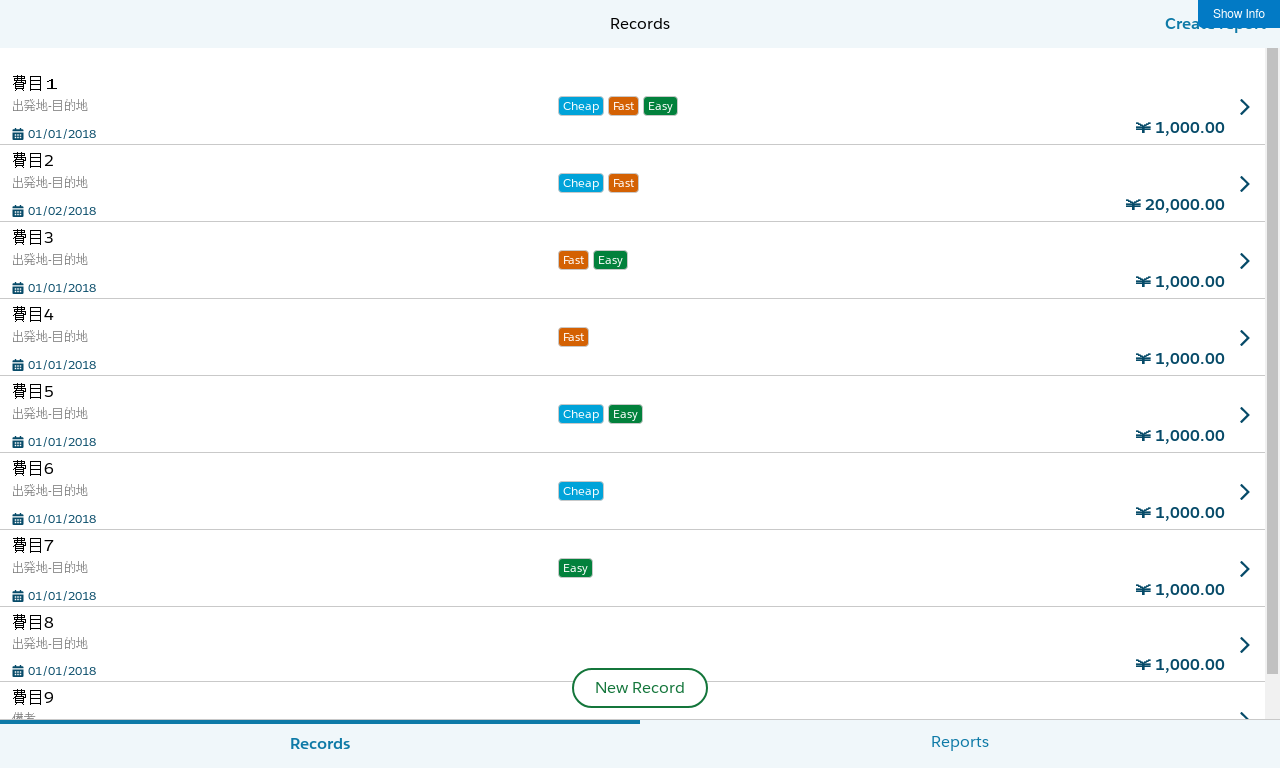 Records
Show Info
費目１
出発地-目的地
Cheap Fast Easy
01/01/2018
¥ 1,000.00
費目2
出発地-目的地
Cheap Fast
01/02/2018
¥ 20,000.00
費目3
出発地-目的地
Fast Easy
01/01/2018
¥ 1,000.00
費目4
出発地-目的地
Fast
01/01/2018
¥ 1,000.00
費目5
出発地-目的地
Cheap Easy
01/01/2018
¥ 1,000.00
費目6
出発地-目的地
Cheap
01/01/2018
¥ 1,000.00
費目7
出発地-目的地
Easy
01/01/2018
¥ 1,000.00
費目8
出発地-目的地
01/01/2018
¥ 1,000.00
New Record
費目9
備考
Records
Reports